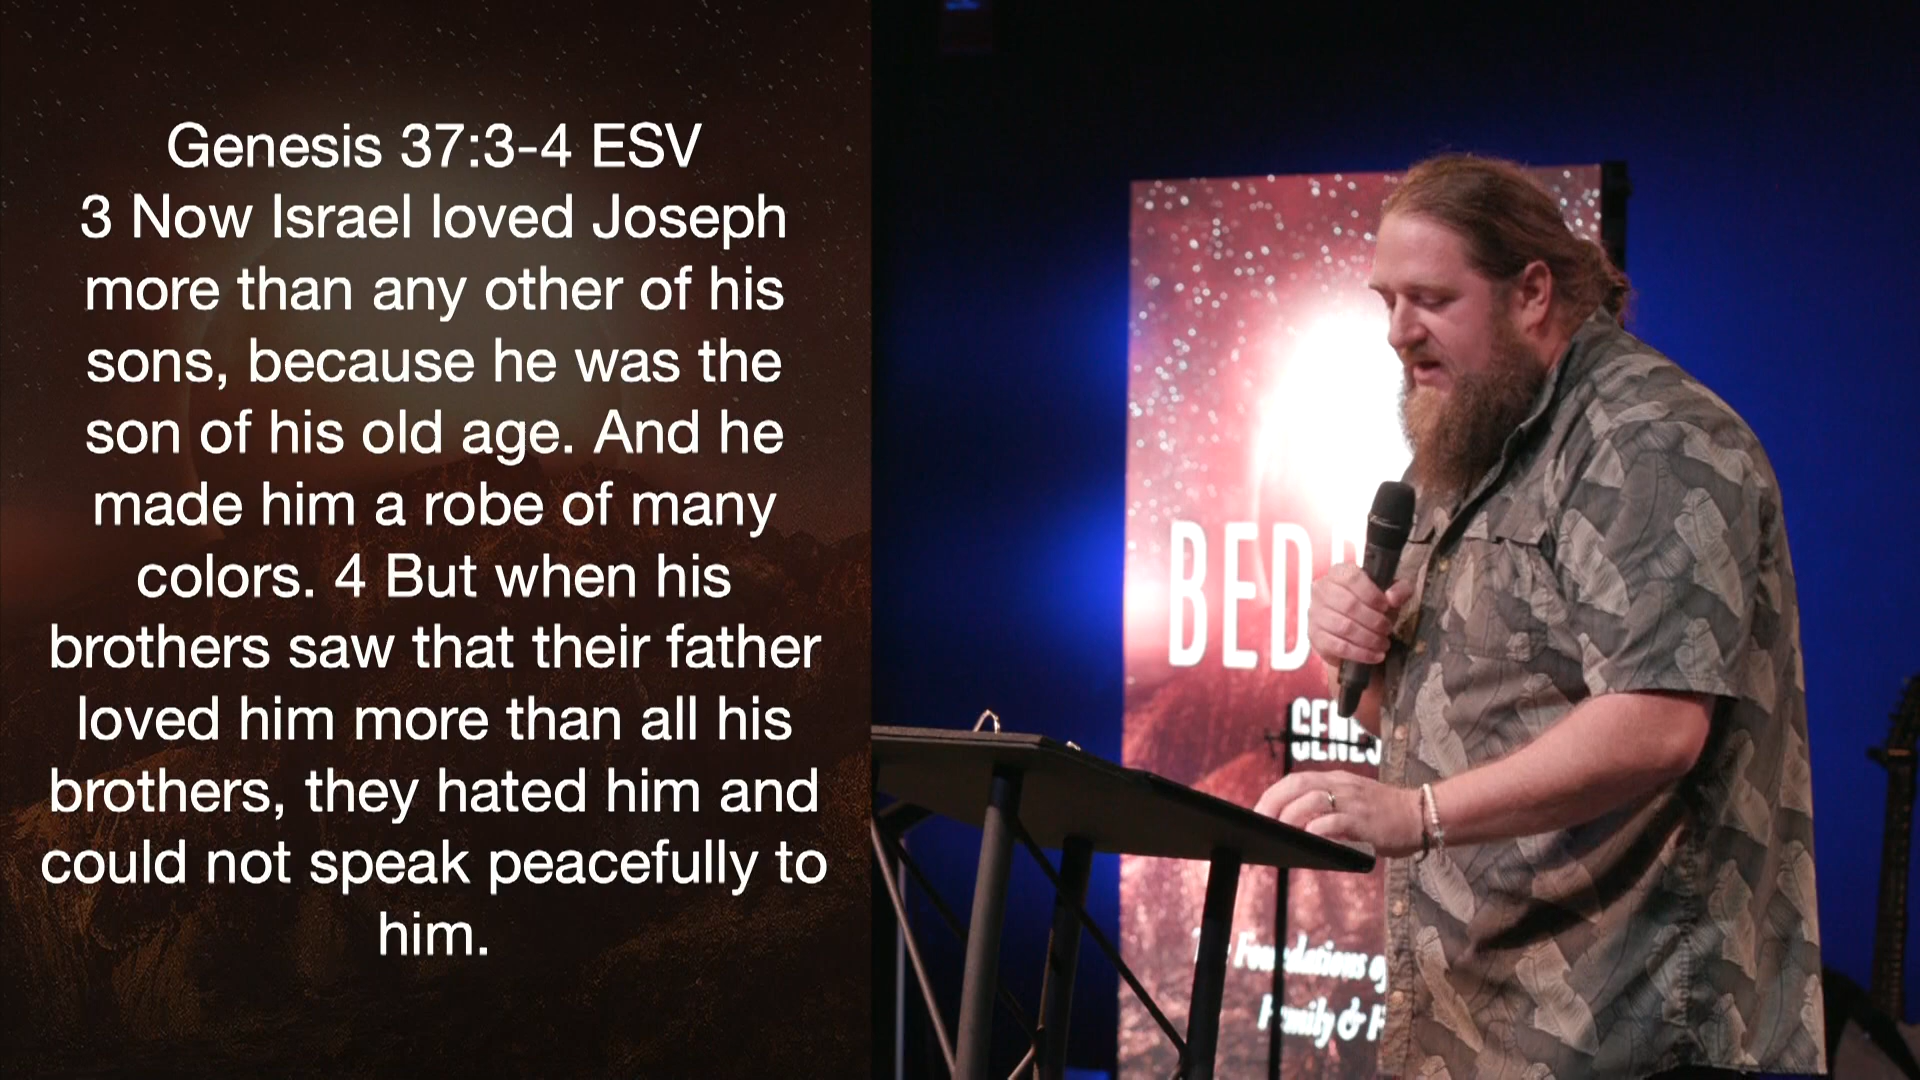 Genesis 37:3-4 ESV
3 Now Israel loved Joseph
more than any other of his
sons, because he was the
son of his old age. And he
made him a robe of many
colors. 4 But when his
brothers saw that their father
loved him more than all his
brothers, they hated him and
could not speak peacefully to
him.